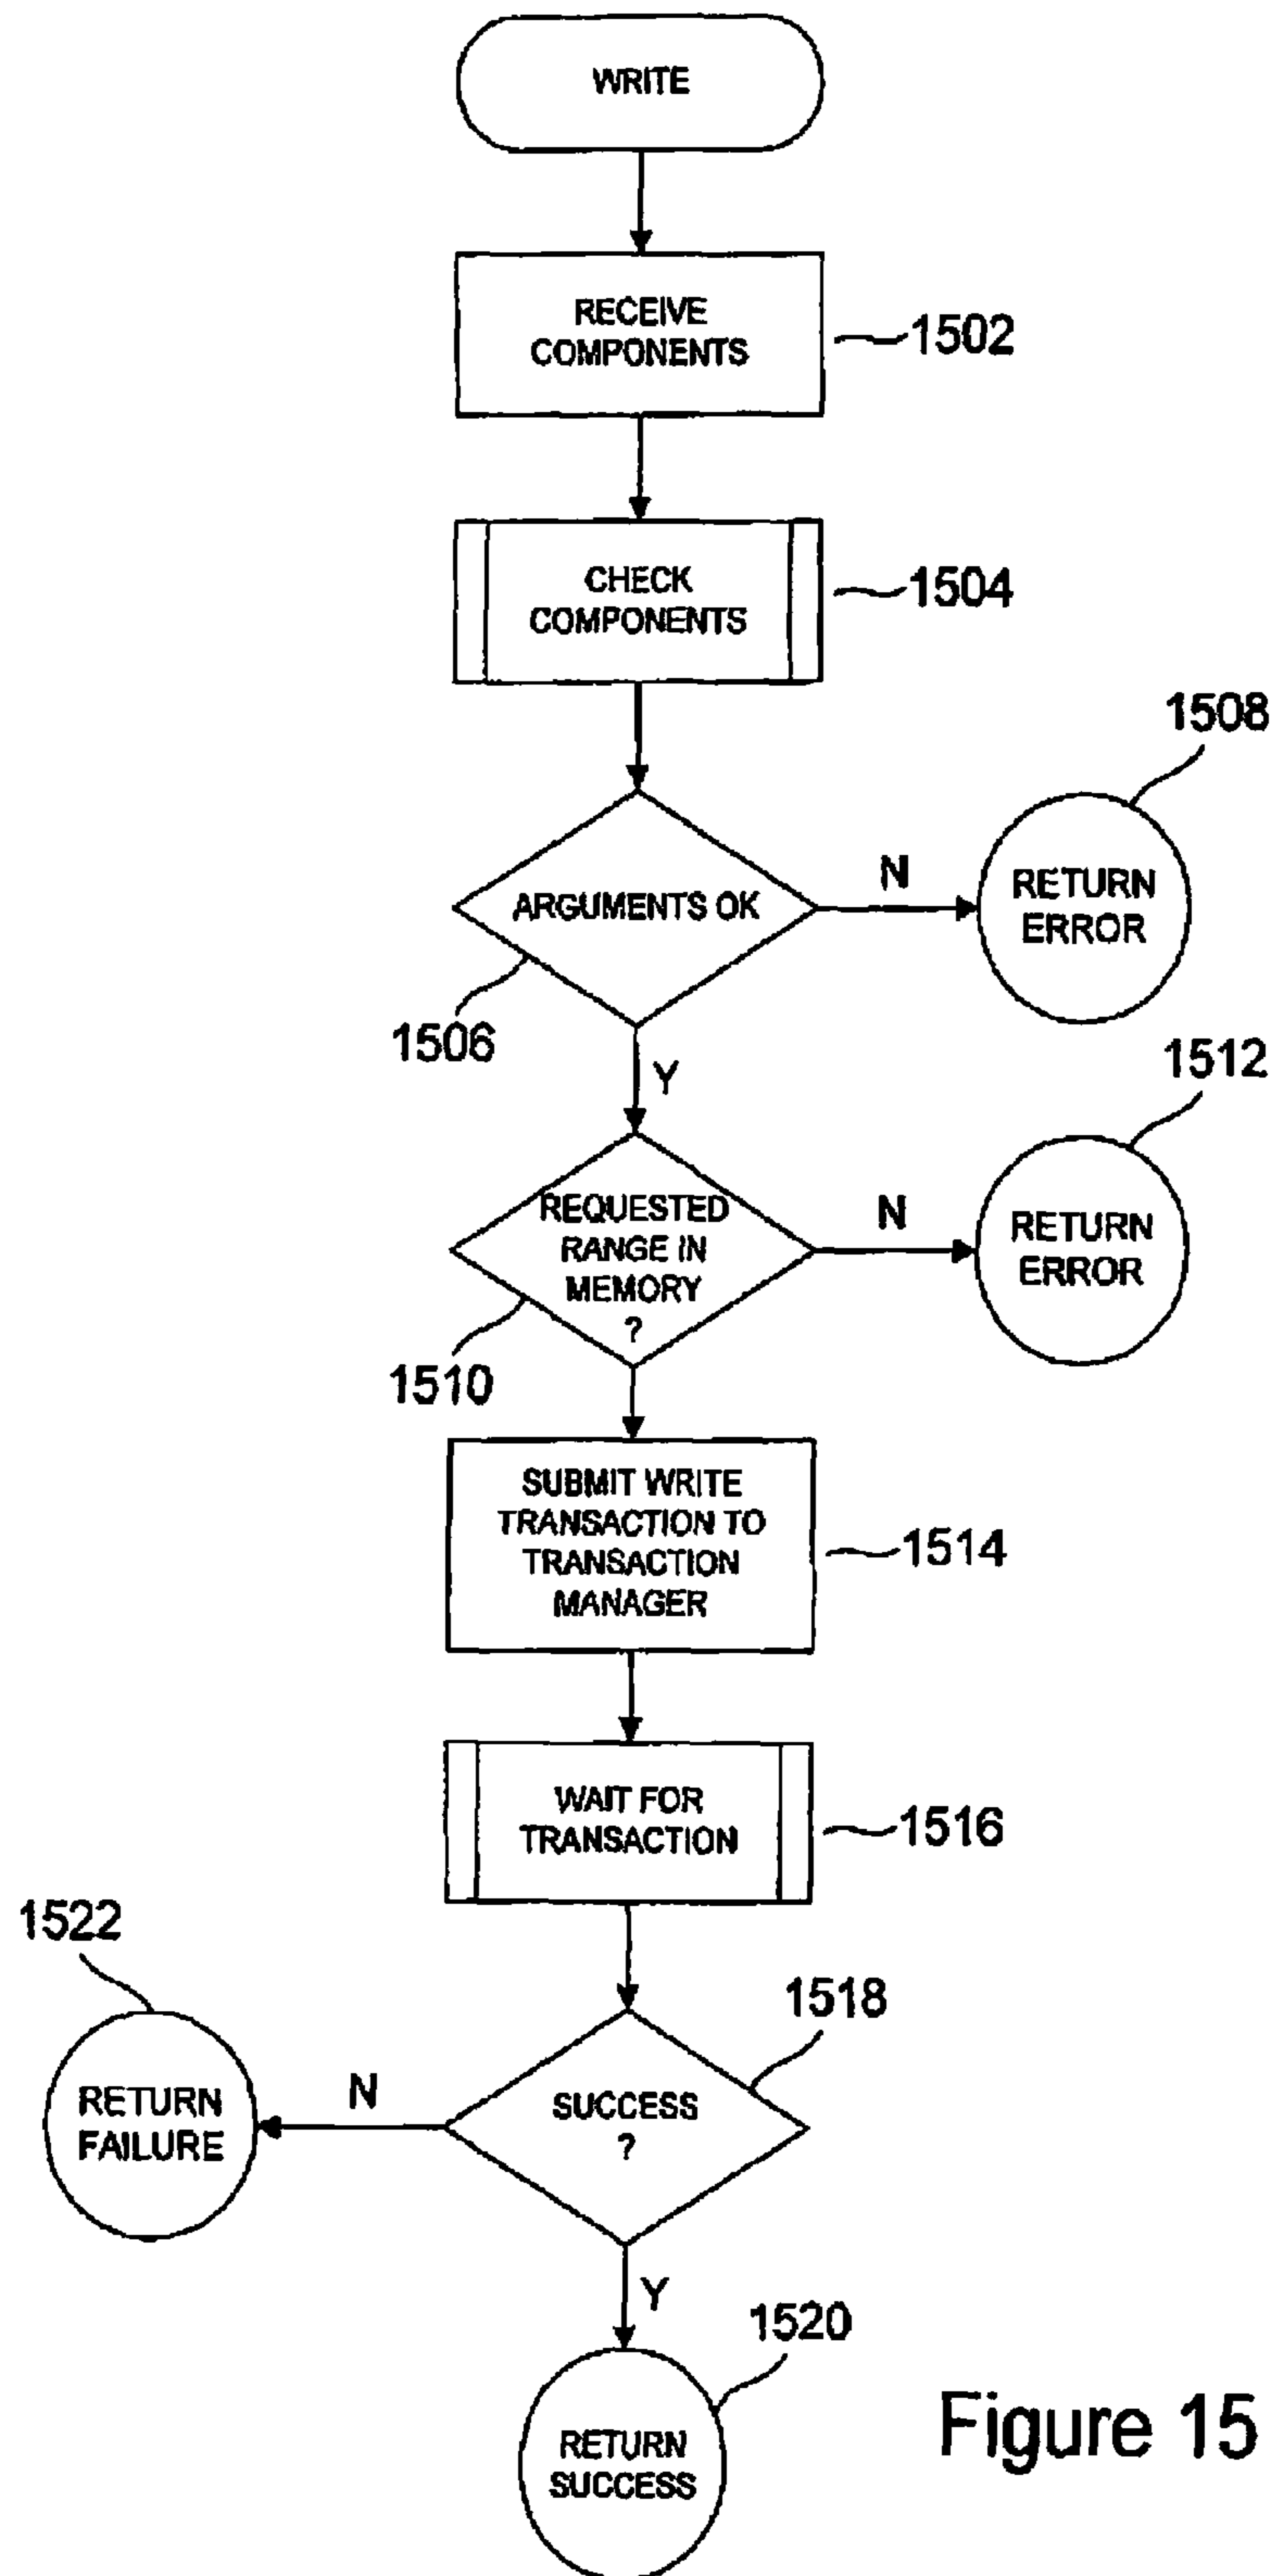 WRITE
RECEIVE
COMPONENTS
1502
CHECK
COMPONENTS
1504
1508
ARGUMENTS OK
N
RETURN
ERROR
1506
Y
1512
REQUESTED
RANGE IN
MEMORY
?
N
RETURN
ERROR
1510
SUBMIT WRITE
TRANSACTION TO
TRANSACTION
MANAGER
1514
WAIT FOR
TRANSACTION
1516
1522
1518
SUCCESS
?
N
RETURN
FAILURE
Y
1520
RETURN
SUCCESS
Figure 15